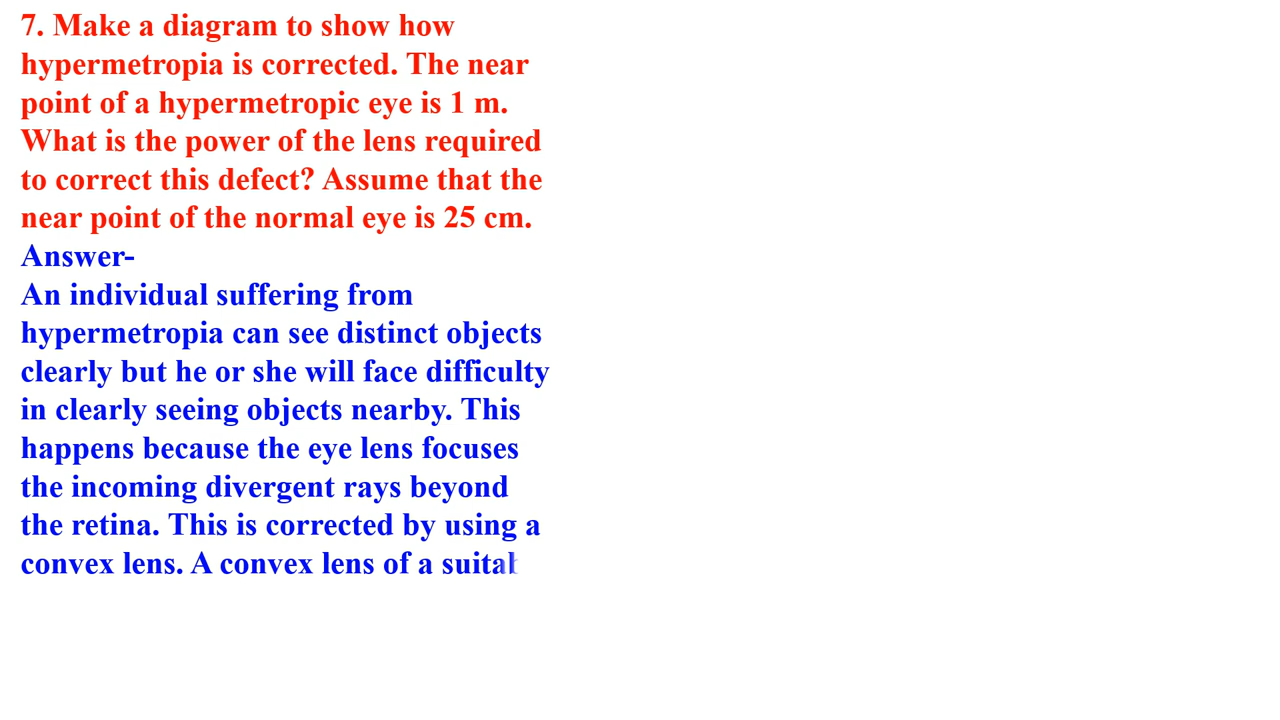 7. Make a diagram to show how
hypermetropia is corrected. The near
point of a hypermetropic eye is 1 m.
What is the power of the lens required
to correct this defect? Assume that the
near point of the normal eye is 25 cm.
Answer-
An individual suffering from
hypermetropia can see distinct objects
clearly but he or she will face difficulty
in clearly seeing objects nearby. This
happens because the eye lens focuses
the incoming divergent rays beyond
the retina. This is corrected by using a
convex lens. A convex lens of a